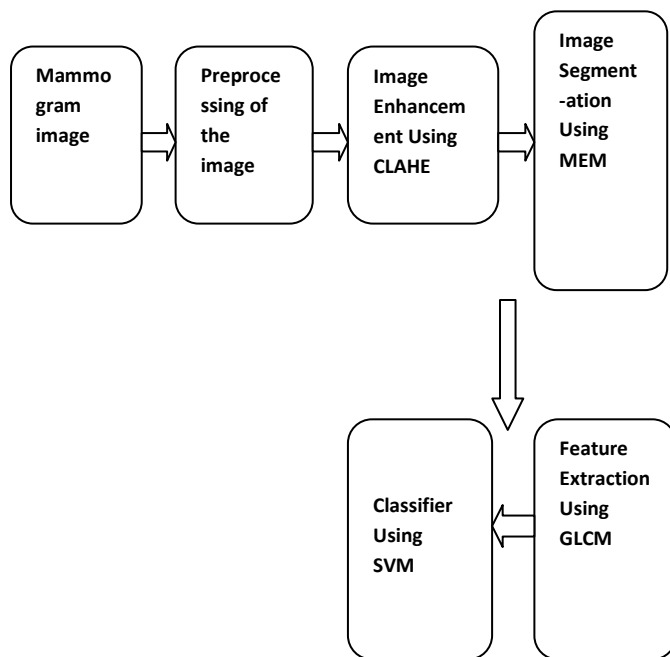 Mammo
gram
image
Preproce
ssing of
the
image
Image
Enhancem
ent Using
CLAHE
Image
Segment
-ation
Using
MEM
Feature
Extraction
Using
GLCM
Classifier
Using
SVM